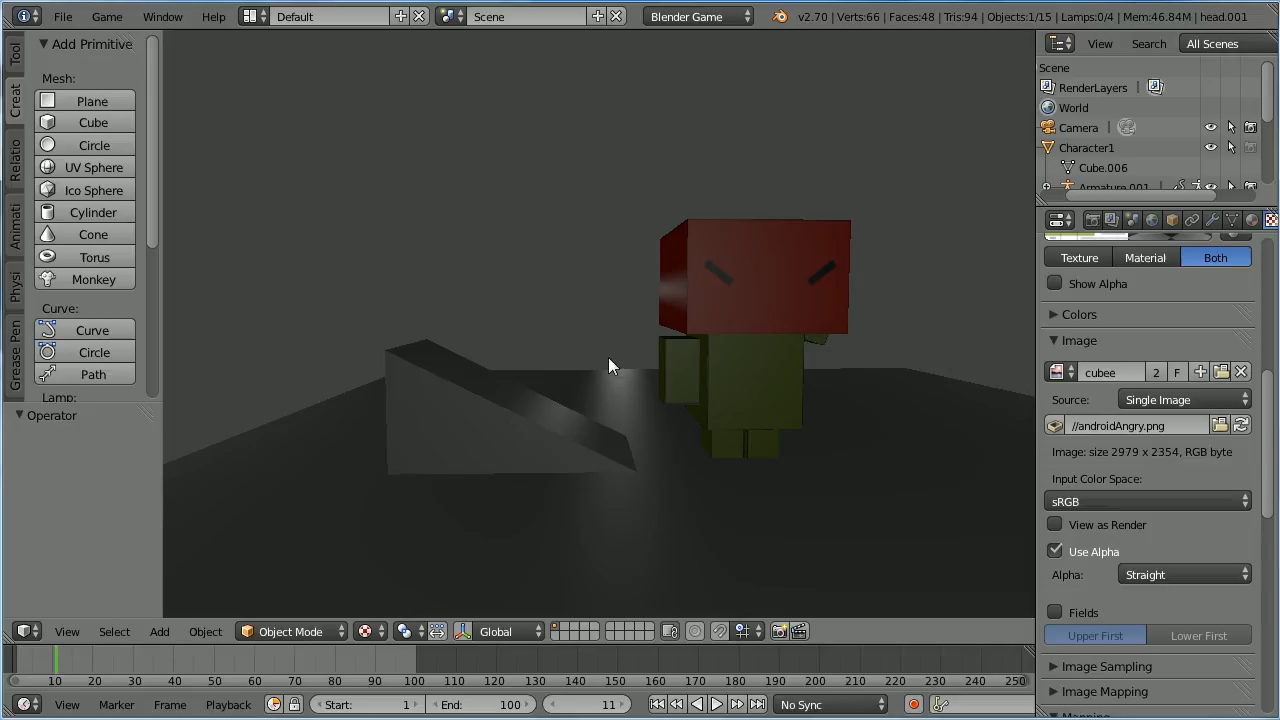 File Game Window Help Default Scene Blender Game v2.70 | Verts:66 | Faces:48 | Tris:94 | Objects:1/15 | Lamps:0/4 | Mem:46.84M | head.001
Tool
Creat
Relatio
Animati
Physi
Grease Pen
Add Primitive
Mesh:
Plane
Cube
Circle
UV Sphere
Ico Sphere
Cylinder
Cone
Torus
Monkey
Curve:
Curve
Circle
Path
Lamp:
Operator
View Search All Scenes
Scene
RenderLayers
World
Camera
Character1
Cube.006
Armature.001
Texture Material Both
Show Alpha
Colors
Image
cubee 2 F
Source: Single Image
//androidAngry.png
Image: size 2979 x 2354, RGB byte
Input Color Space:
sRGB
View as Render
Use Alpha
Alpha: Straight
Fields
Upper First Lower First
Image Sampling
Image Mapping
View Select Add Object Object Mode Global
10 20 30 40 50 60 70 80 90 100 110 120 130 140 150 160 170 180 190 200 210 220 230 240 250
View Marker Frame Playback Start: 1 End: 100 11 No Sync